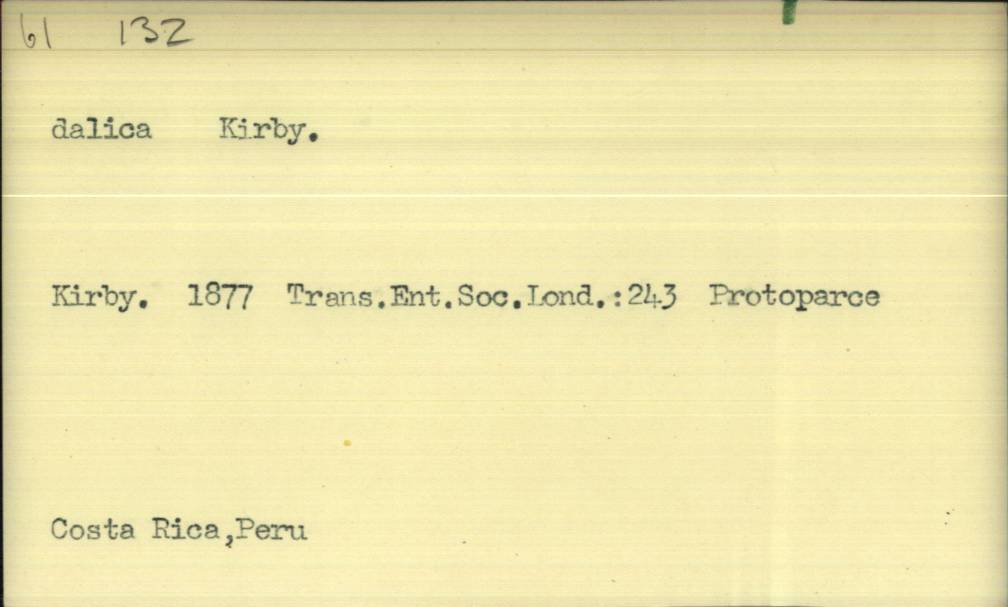 61 132
dalica Kirby.
Kirby. 1877 Trans.Ent.Soc.Lond.:243 Protoparce
Costa Rica,Peru